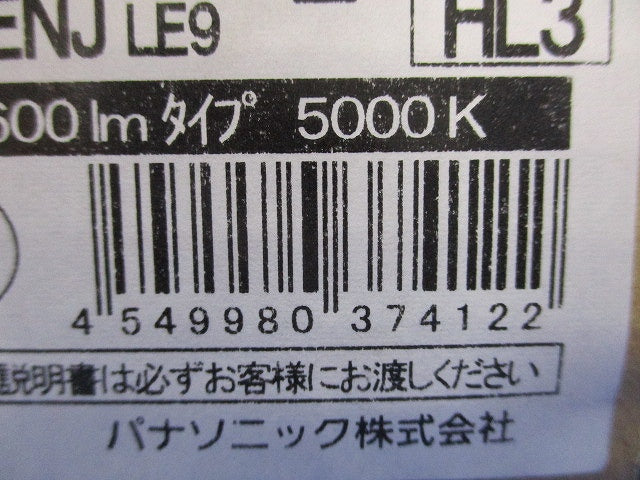 ENJ LE9
HL3
600 lm タイプ 5000 K
4 549980 374122
説明書は必ずお客様にお渡しください
パナソニック株式会社